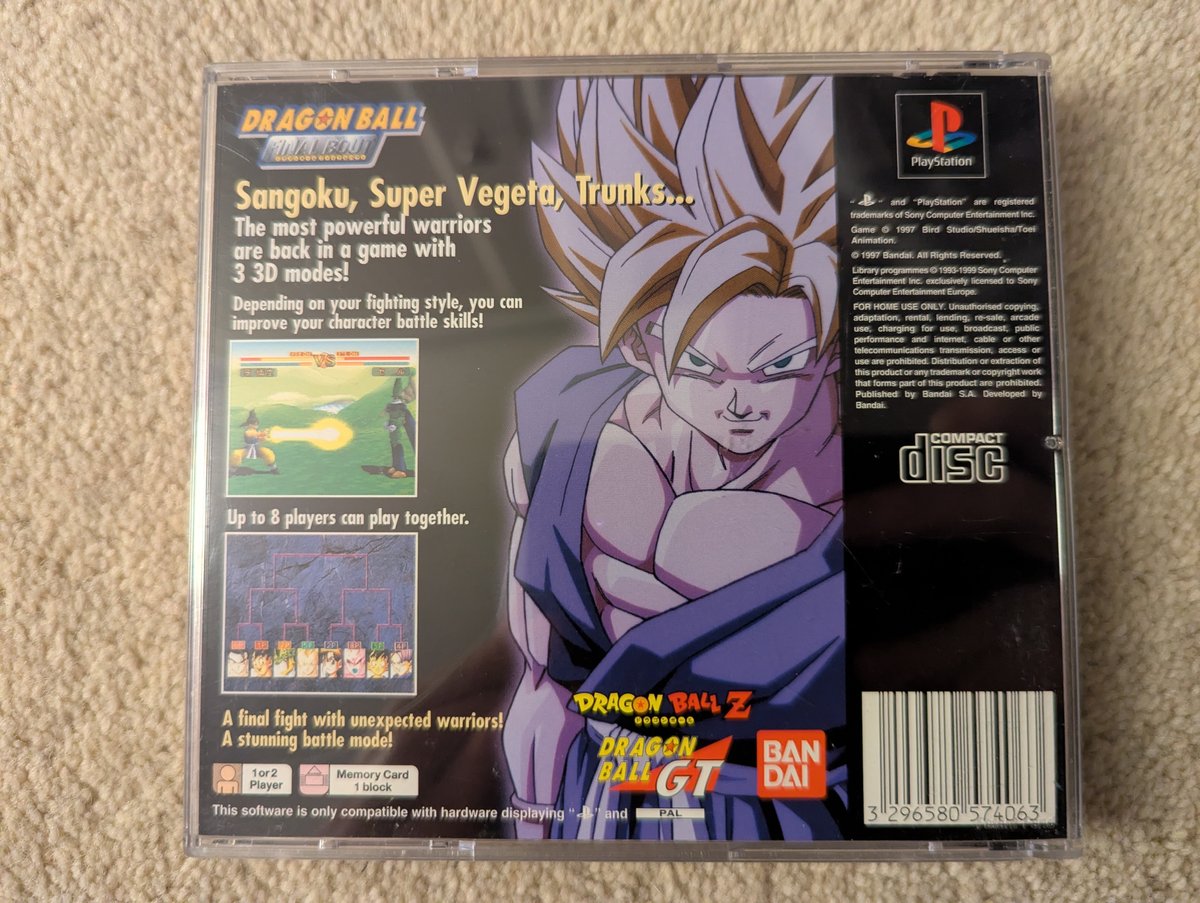 DRAGON BALL
FINAL BOUT
Sangoku, Super Vegeta, Trunks...
The most powerful warriors
are back in a game with
3 3D modes!
Depending on your fighting style, you can
improve your character battle skills!
VS
Up to 8 players can play together.
A final fight with unexpected warriors!
A stunning battle mode!
1 or 2
Player
Memory Card
1 block
This software is only compatible with hardware displaying " " and PAL
DRAGON BALL Z
DRAGON
BALL GT
BAN
DAI
PlayStation
" " and "PlayStation" are registered
trademarks of Sony Computer Entertainment Inc.
Game © 1997 Bird Studio/Shueisha/Toei
Animation.
© 1997 Bandai. All Rights Reserved.
Library programmes © 1993-1999 Sony Computer
Entertainment Inc. exclusively licensed to Sony
Computer Entertainment Europe.
FOR HOME USE ONLY. Unauthorised copying,
adaptation, rental, lending, re-sale, arcade
use, charging for use, broadcast, public
performance and internet, cable or other
telecommunications transmission, access or
use are prohibited. Distribution or extraction of
this product or any trademark or copyright work
that forms part of this product are prohibited.
Published by Bandai S.A. Developed by
Bandai.
COMPACT
disc
3 296580 574063